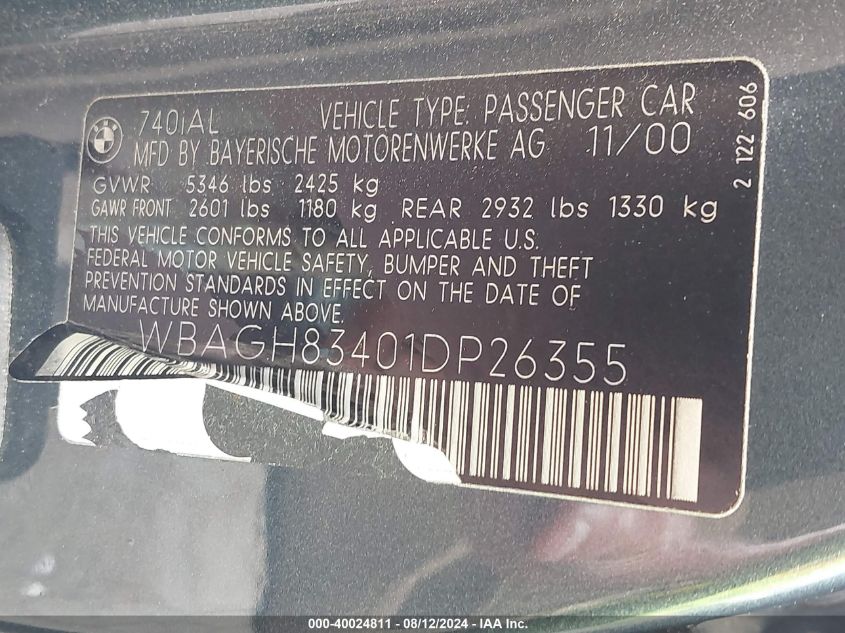 740iAL VEHICLE TYPE: PASSENGER CAR
MFD BY BAYERISCHE MOTORENWERKE AG 11/00
GVWR 5346 lbs 2425 kg
GAWR FRONT 2601 lbs 1180 kg REAR 2932 lbs 1330 kg
THIS VEHICLE CONFORMS TO ALL APPLICABLE U.S.
FEDERAL MOTOR VEHICLE SAFETY, BUMPER AND THEFT
PREVENTION STANDARDS IN EFFECT ON THE DATE OF
MANUFACTURE SHOWN ABOVE.
WBAGH83401DP26355
2 122 606
000-40024811 - 08/12/2024 - IAA Inc.